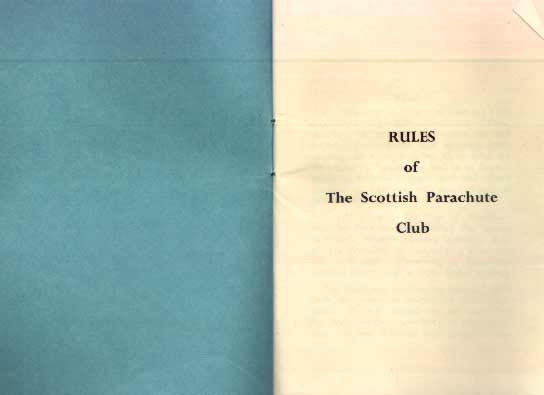 RULES
of
The Scottish Parachute
Club